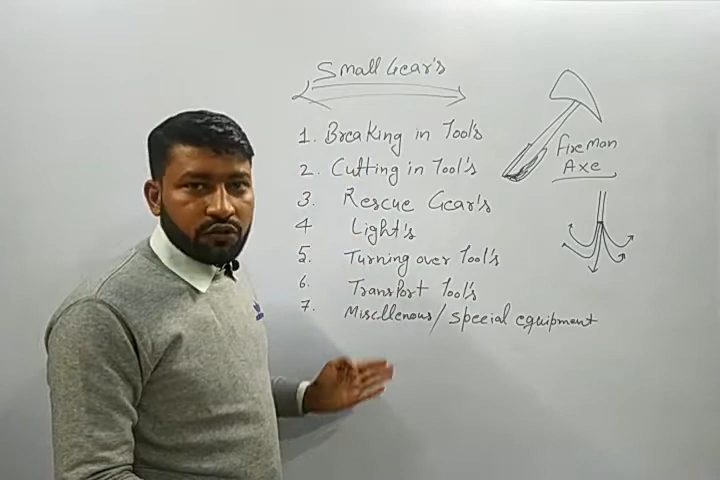 Small Gear's
1. Breaking in Tool's
2. Cutting in Tool's
3. Rescue Gear's
4 Light's
5. Turning over Tool's
6. Transport Tool's
7. Miscllenous/special equipment
Fireman
Axe